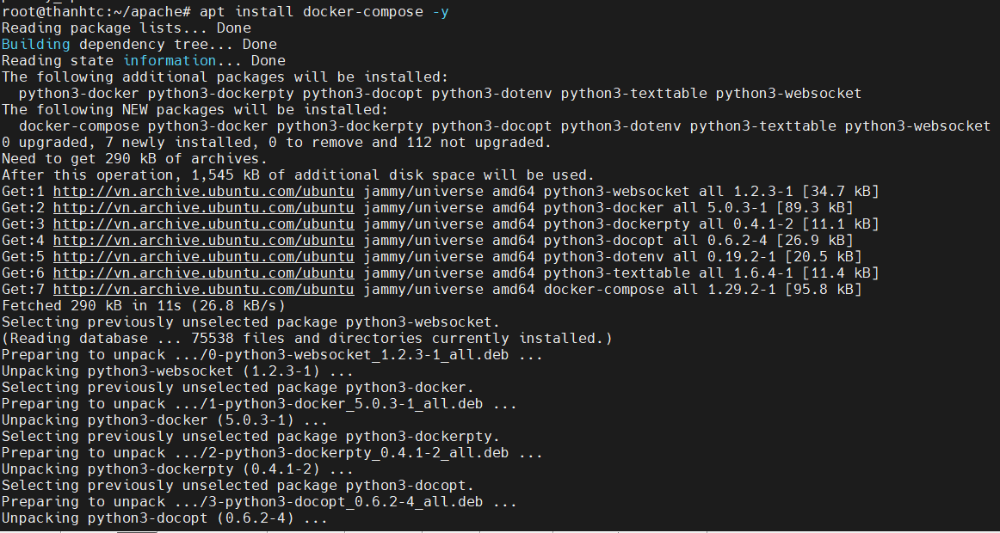 root@thanhtc:~/apache# apt install docker-compose -y
Reading package lists... Done
Building dependency tree... Done
Reading state information... Done
The following additional packages will be installed:
  python3-docker python3-dockerpty python3-docopt python3-dotenv python3-texttable python3-websocket
The following NEW packages will be installed:
  docker-compose python3-docker python3-dockerpty python3-docopt python3-dotenv python3-texttable python3-websocket
0 upgraded, 7 newly installed, 0 to remove and 112 not upgraded.
Need to get 290 kB of archives.
After this operation, 1,545 kB of additional disk space will be used.
Get:1 http://vn.archive.ubuntu.com/ubuntu jammy/universe amd64 python3-websocket all 1.2.3-1 [34.7 kB]
Get:2 http://vn.archive.ubuntu.com/ubuntu jammy/universe amd64 python3-docker all 5.0.3-1 [89.3 kB]
Get:3 http://vn.archive.ubuntu.com/ubuntu jammy/universe amd64 python3-dockerpty all 0.4.1-2 [11.1 kB]
Get:4 http://vn.archive.ubuntu.com/ubuntu jammy/universe amd64 python3-docopt all 0.6.2-4 [26.9 kB]
Get:5 http://vn.archive.ubuntu.com/ubuntu jammy/universe amd64 python3-dotenv all 0.19.2-1 [20.5 kB]
Get:6 http://vn.archive.ubuntu.com/ubuntu jammy/universe amd64 python3-texttable all 1.6.4-1 [11.4 kB]
Get:7 http://vn.archive.ubuntu.com/ubuntu jammy/universe amd64 docker-compose all 1.29.2-1 [95.8 kB]
Fetched 290 kB in 11s (26.8 kB/s)
Selecting previously unselected package python3-websocket.
(Reading database ... 75538 files and directories currently installed.)
Preparing to unpack .../0-python3-websocket_1.2.3-1_all.deb ...
Unpacking python3-websocket (1.2.3-1) ...
Selecting previously unselected package python3-docker.
Preparing to unpack .../1-python3-docker_5.0.3-1_all.deb ...
Unpacking python3-docker (5.0.3-1) ...
Selecting previously unselected package python3-dockerpty.
Preparing to unpack .../2-python3-dockerpty_0.4.1-2_all.deb ...
Unpacking python3-dockerpty (0.4.1-2) ...
Selecting previously unselected package python3-docopt.
Preparing to unpack .../3-python3-docopt_0.6.2-4_all.deb ...
Unpacking python3-docopt (0.6.2-4) ...